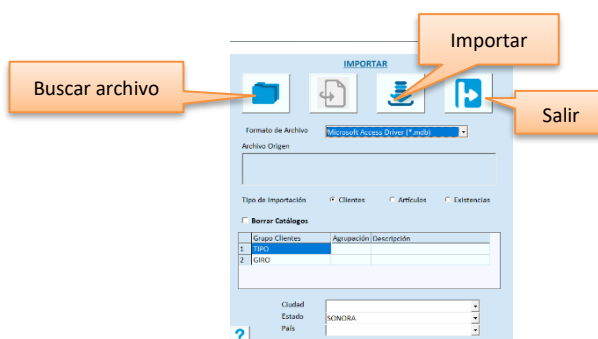 Importar
IMPORTAR
Buscar archivo
Salir
Formato de Archivo Microsoft Access Driver (*.mdb)
Archivo Origen
Tipo de Importación Clientes Artículos Existencias
Borrar Catálogos
Grupo Clientes Agrupación Descripción
1 TIPO
2 GIRO
Ciudad
Estado SONORA
País
?